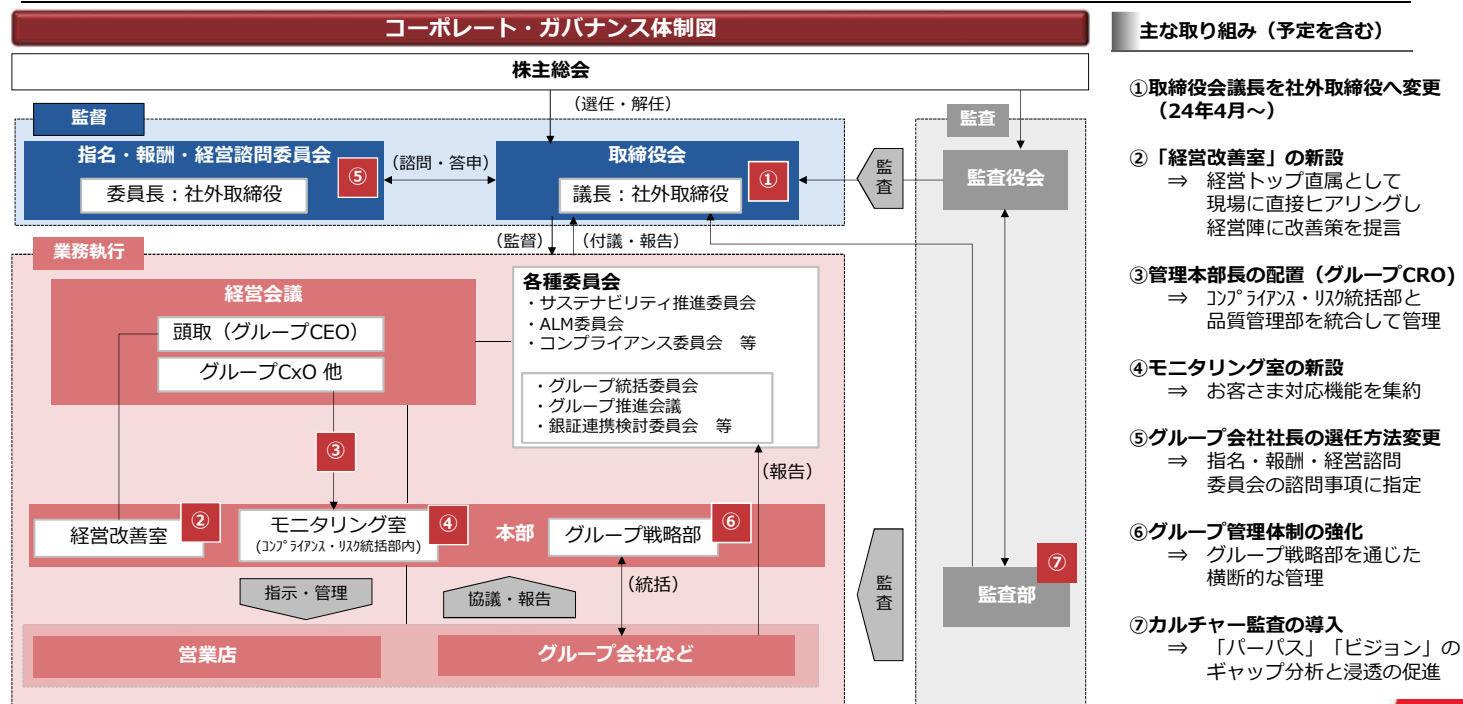 コーポレート・ガバナンス体制図
株主総会
（選任・解任）
監督
指名・報酬・経営諮問委員会
委員長：社外取締役
⑤
（諮問・答申）
取締役会
議長：社外取締役
①
監査
監査
監査役会
（監督）
（付議・報告）
業務執行
経営会議
頭取（グループCEO）
グループCxO 他
各種委員会
・サステナビリティ推進委員会
・ALM委員会
・コンプライアンス委員会　等
・グループ統括委員会
・グループ推進会議
・銀証連携検討委員会　等
③
（報告）
経営改善室
②
モニタリング室
(ｺﾝﾌﾟﾗｲｱﾝｽ・ﾘｽｸ統括部内)
④
本部
グループ戦略部
⑥
指示・管理
協議・報告
（統括）
監査
監査部
⑦
営業店
グループ会社など
主な取り組み（予定を含む）
①取締役会議長を社外取締役へ変更
（24年4月～）
②「経営改善室」の新設
⇒　経営トップ直属として
現場に直接ヒアリングし
経営陣に改善策を提言
③管理本部長の配置（グループCRO)
⇒　ｺﾝﾌﾟﾗｲｱﾝｽ・ﾘｽｸ統括部と
品質管理部を統合して管理
④モニタリング室の新設
⇒　お客さま対応機能を集約
⑤グループ会社社長の選任方法変更
⇒　指名・報酬・経営諮問
委員会の諮問事項に指定
⑥グループ管理体制の強化
⇒　グループ戦略部を通じた
横断的な管理
⑦カルチャー監査の導入
⇒　「パーパス」「ビジョン」の
ギャップ分析と浸透の促進